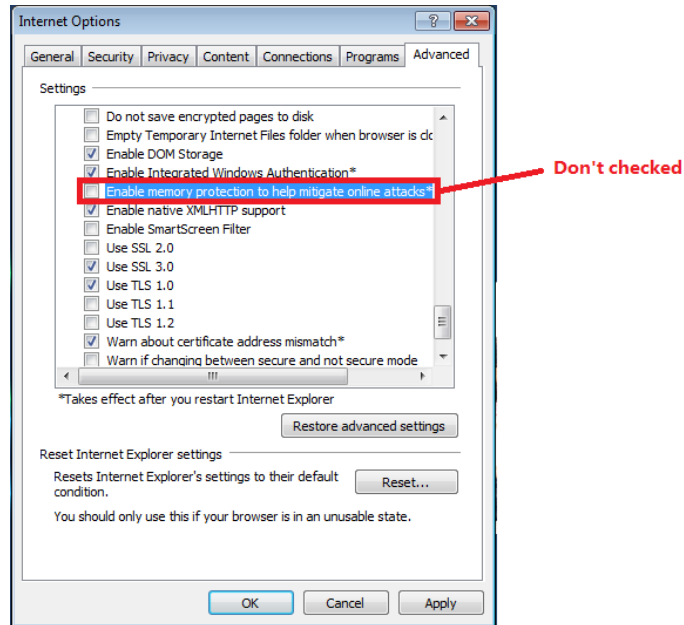 Internet Options
General Security Privacy Content Connections Programs Advanced
Settings
Do not save encrypted pages to disk
Empty Temporary Internet Files folder when browser is clc
Enable DOM Storage
Enable Integrated Windows Authentication*
Enable memory protection to help mitigate online attacks*
Don't checked
Enable native XMLHTTP support
Enable SmartScreen Filter
Use SSL 2.0
Use SSL 3.0
Use TLS 1.0
Use TLS 1.1
Use TLS 1.2
Warn about certificate address mismatch*
Warn if changing between secure and not secure mode
*Takes effect after you restart Internet Explorer
Restore advanced settings
Reset Internet Explorer settings
Resets Internet Explorer's settings to their default
condition.
Reset...
You should only use this if your browser is in an unusable state.
OK Cancel Apply